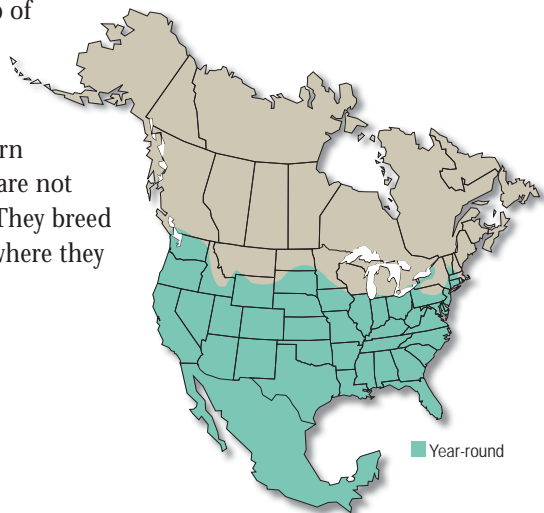 o of
rn
are not
They breed
where they
Year-round